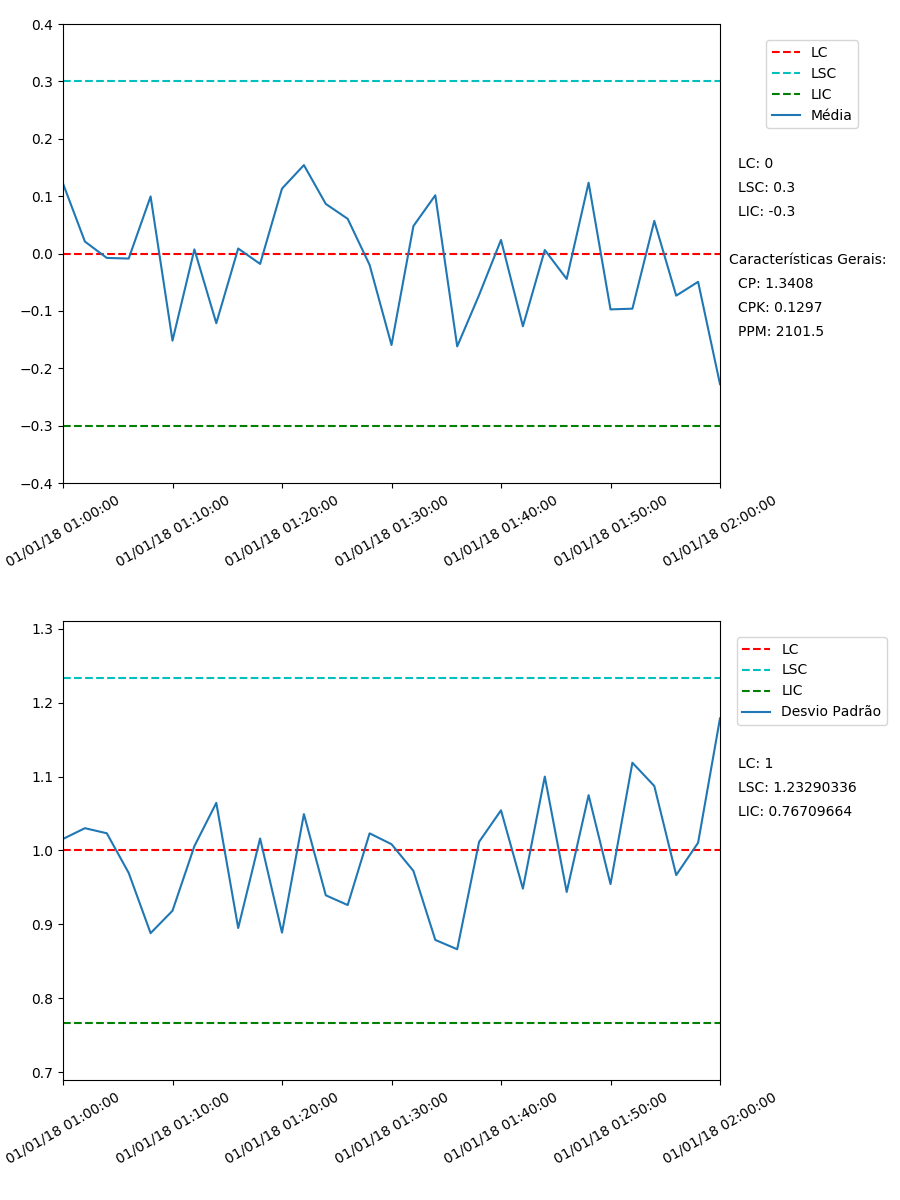 0.4
0.3
0.2
0.1
0.0
−0.1
−0.2
−0.3
−0.4
01/01/18 01:00:00
01/01/18 01:10:00
01/01/18 01:20:00
01/01/18 01:30:00
01/01/18 01:40:00
01/01/18 01:50:00
01/01/18 02:00:00
LC
LSC
LIC
Média
LC: 0
LSC: 0.3
LIC: -0.3
Características Gerais:
CP: 1.3408
CPK: 0.1297
PPM: 2101.5
1.3
1.2
1.1
1.0
0.9
0.8
0.7
01/01/18 01:00:00
01/01/18 01:10:00
01/01/18 01:20:00
01/01/18 01:30:00
01/01/18 01:40:00
01/01/18 01:50:00
01/01/18 02:00:00
LC
LSC
LIC
Desvio Padrão
LC: 1
LSC: 1.23290336
LIC: 0.76709664